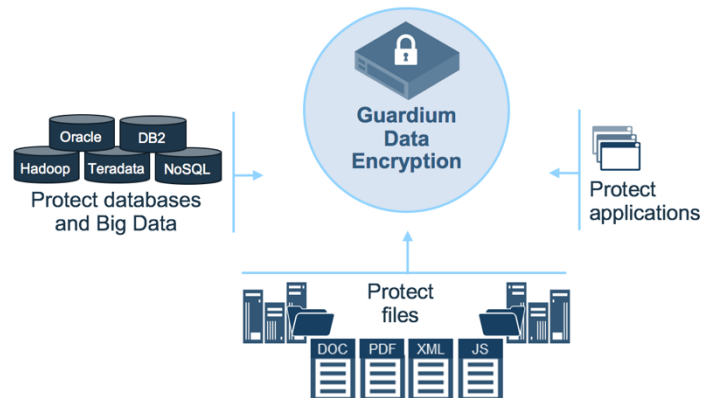 Guardium
Data
Encryption
Oracle
DB2
Hadoop
Teradata
NoSQL
Protect databases
and Big Data
Protect
applications
Protect
files
DOC
PDF
XML
JS